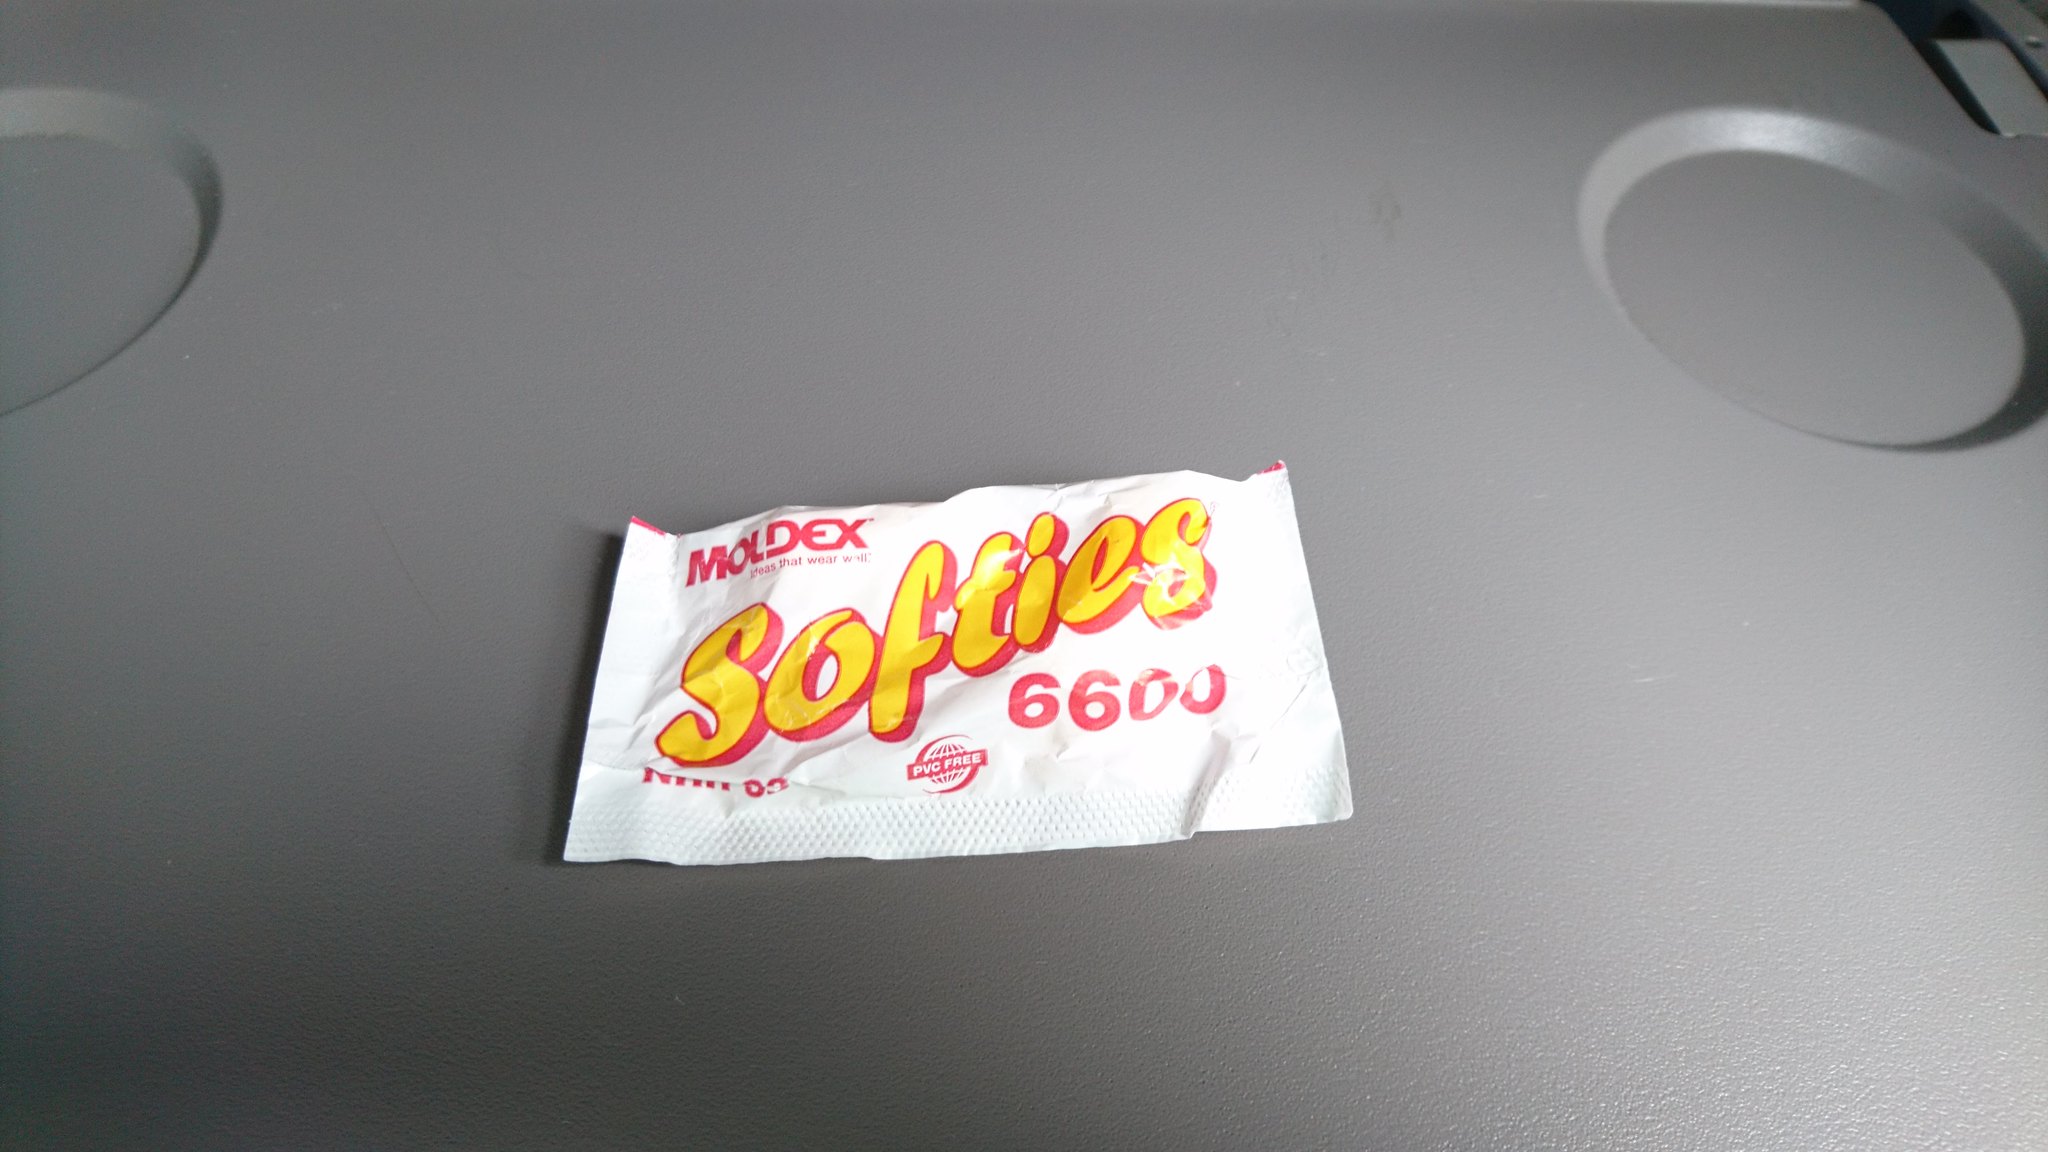 MOLDEX
Ideas that wear well
Softies
6600
PVC FREE